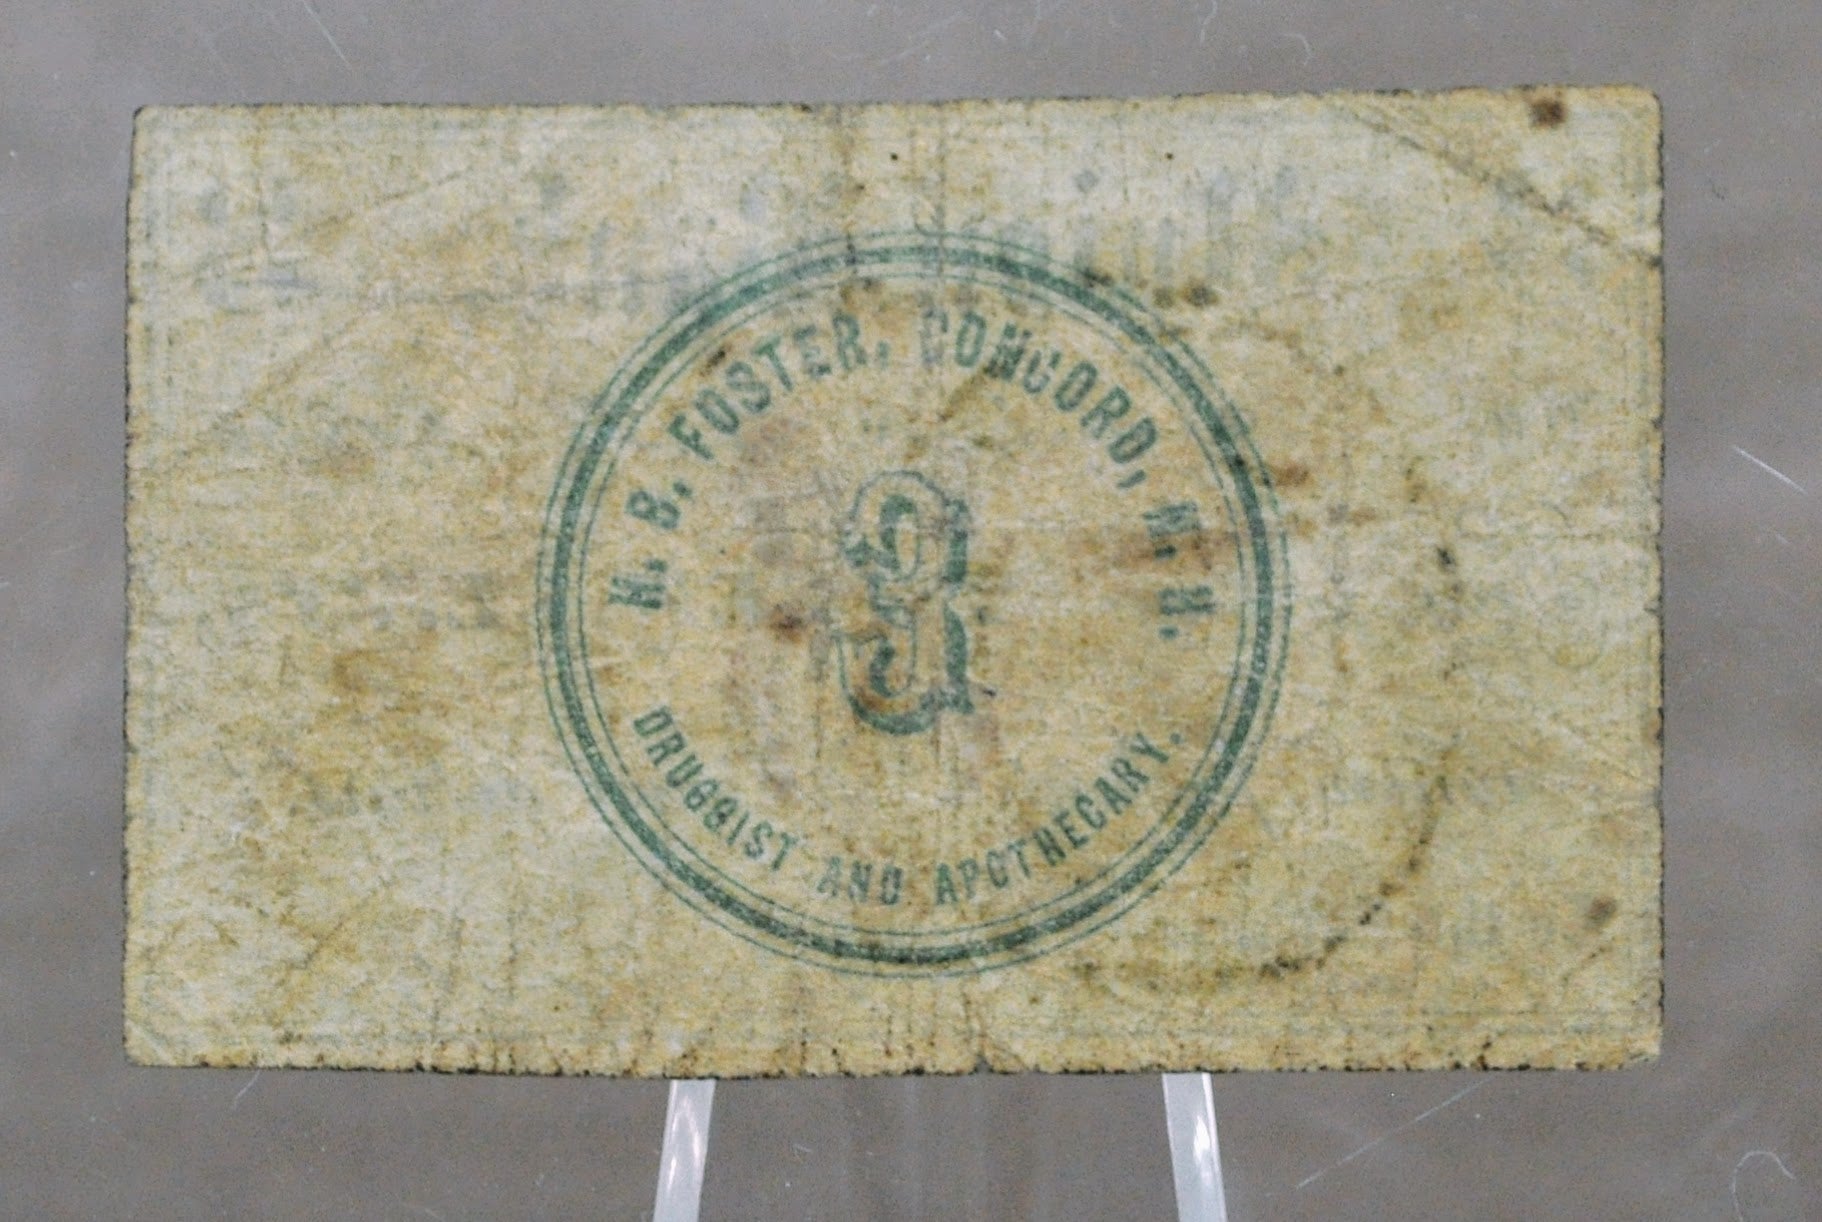 H. B. FOSTER, CONCORD, N. H.
3
DRUGGIST AND APOTHECARY.